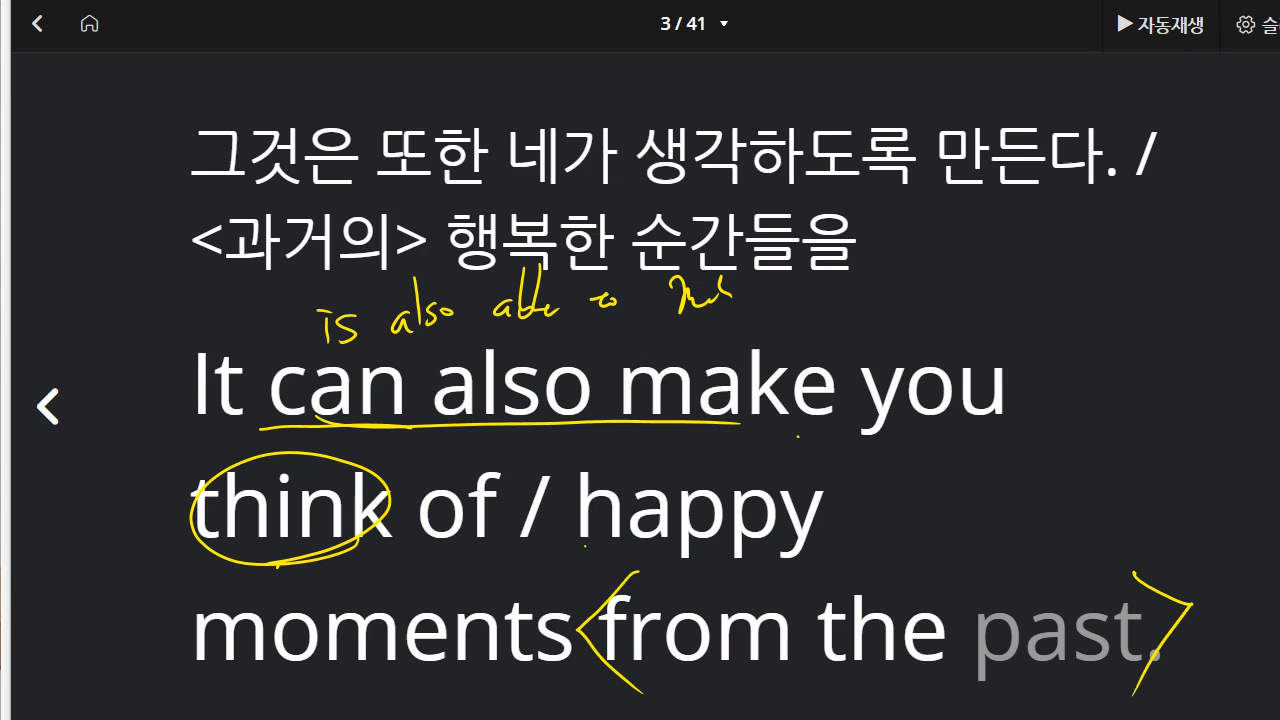 3 / 41
자동재생
그것은 또한 네가 생각하도록 만든다. /
<과거의> 행복한 순간들을
is also able to
It can also make you
think of / happy
moments <from the past.>